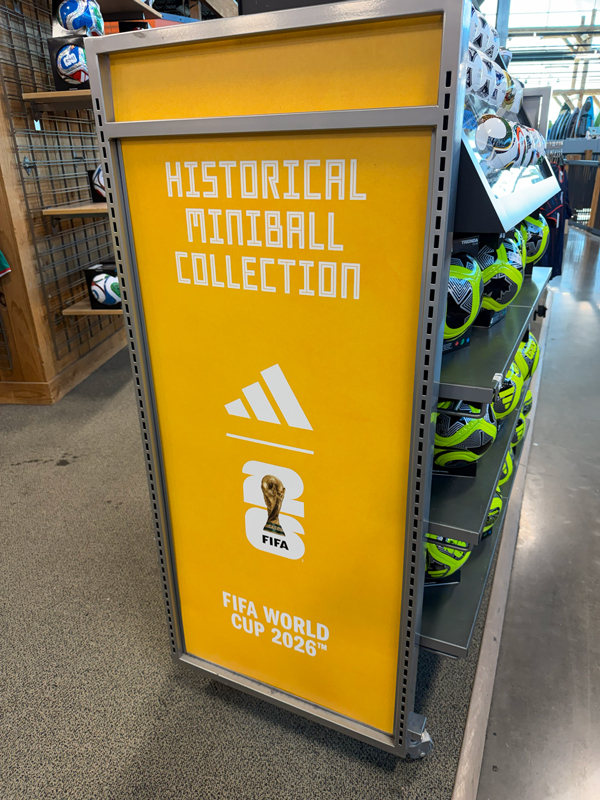 HISTORICAL
MINIBALL
COLLECTION
26
FIFA
FIFA WORLD
CUP 2026™